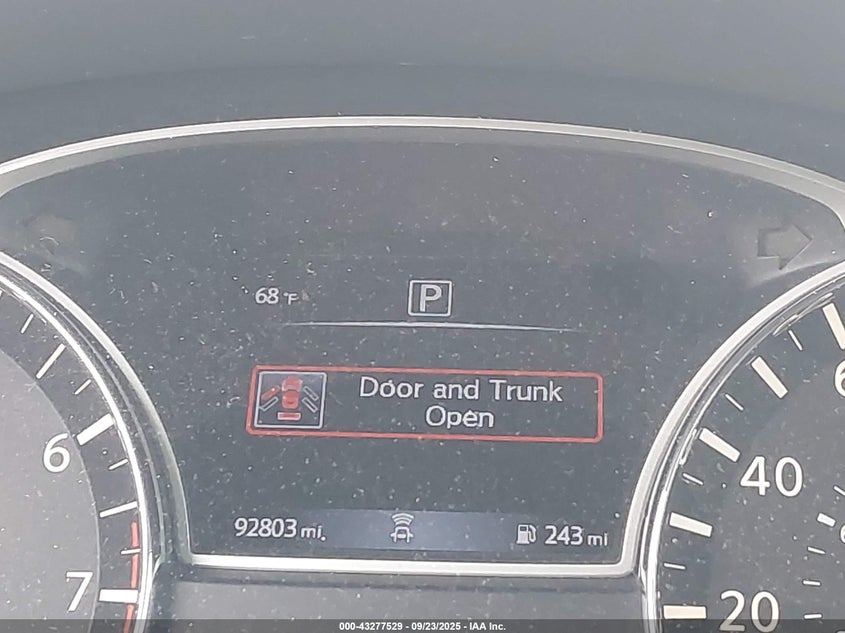 68°F
P
Door and Trunk
Open
92803 mi.
243 mi
6
7
40
20
000-43277529 - 09/23/2025 - IAA Inc.